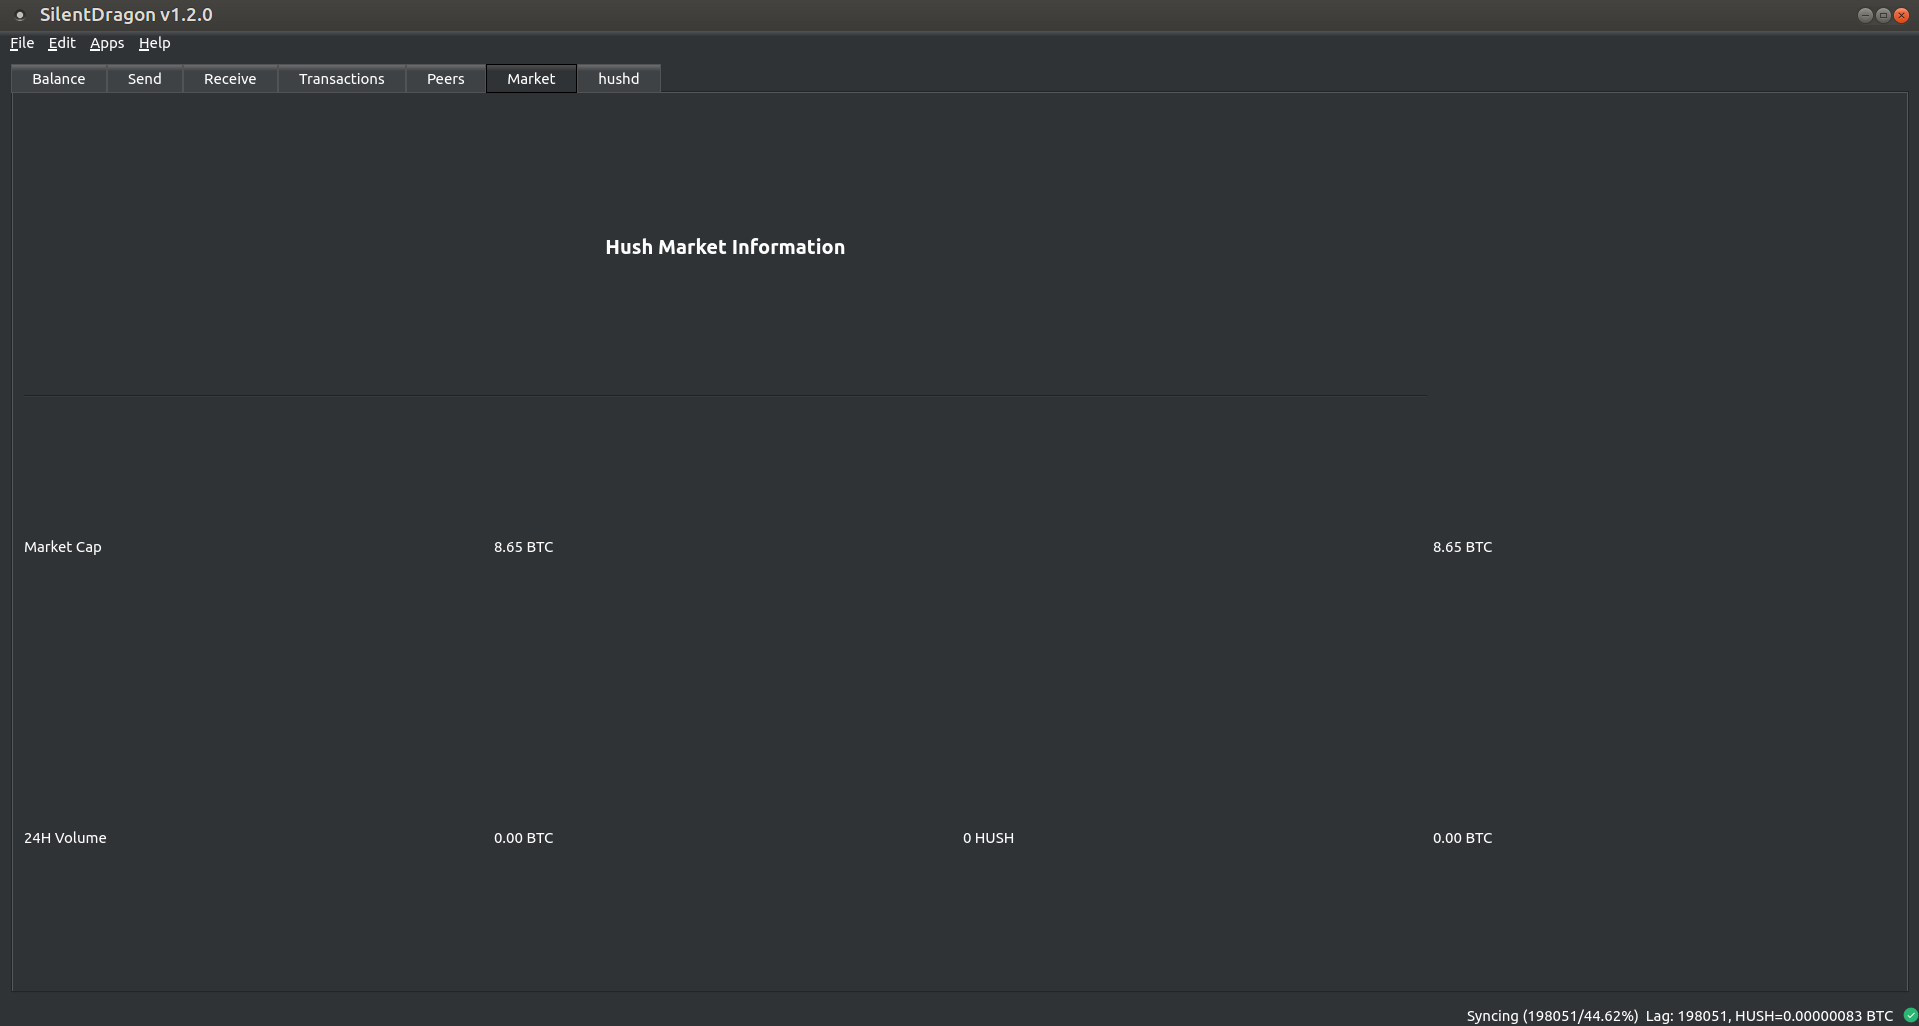 SilentDragon v1.2.0
File Edit Apps Help
Balance Send Receive Transactions Peers Market hushd
Hush Market Information
Market Cap 8.65 BTC 8.65 BTC
24H Volume 0.00 BTC 0 HUSH 0.00 BTC
Syncing (198051/44.62%) Lag: 198051, HUSH=0.00000083 BTC